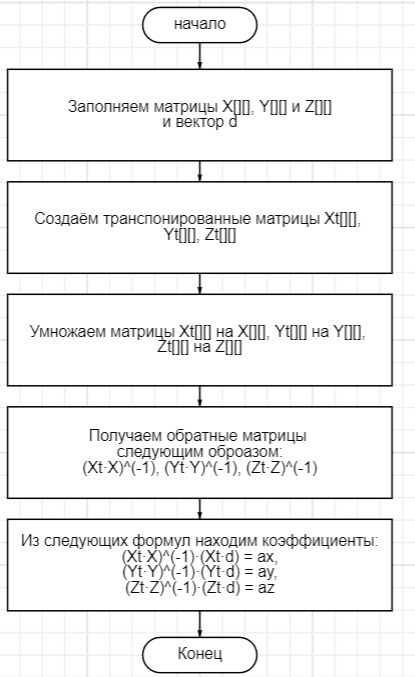 начало
Заполняем матрицы X[][], Y[][] и Z[][]
и вектор d
Создаём транспонированные матрицы Xt[][],
Yt[][], Zt[][]
Умножаем матрицы Xt[][] на X[][], Yt[][] на Y[][],
Zt[][] на Z[][]
Получаем обратные матрицы
следующим оброазом:
(Xt·X)^(-1), (Yt·Y)^(-1), (Zt·Z)^(-1)
Из следующих формул находим коэффициенты:
(Xt·X)^(-1)·(Xt·d) = ax,
(Yt·Y)^(-1)·(Yt·d) = ay,
(Zt·Z)^(-1)·(Zt·d) = az
Конец